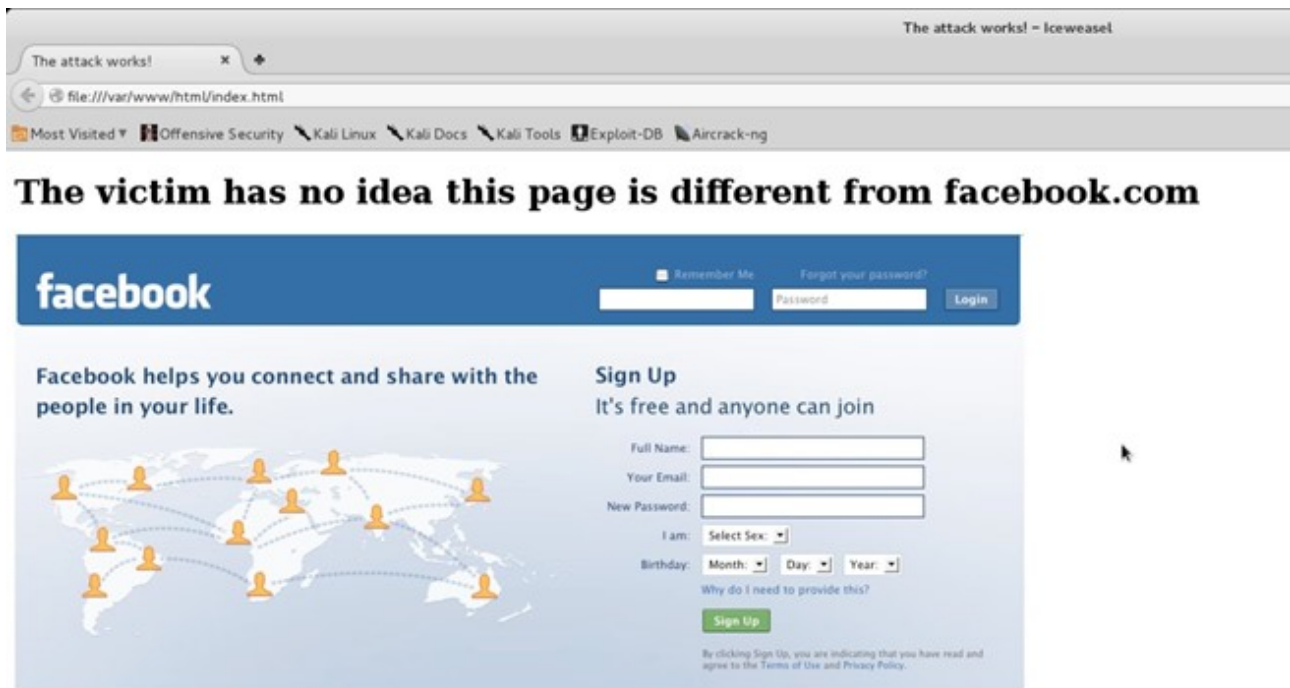 The attack works! – Iceweasel
The attack works!
file:///var/www/html/index.html
Most Visited Offensive Security Kali Linux Kali Docs Kali Tools Exploit-DB Aircrack-ng
The victim has no idea this page is different from facebook.com
facebook
Remember Me Forgot your password?
Password Login
Facebook helps you connect and share with the
people in your life.
Sign Up
It's free and anyone can join
Full Name:
Your Email:
New Password:
I am: Select Sex:
Birthday: Month: Day: Year:
Why do I need to provide this?
Sign Up
By clicking Sign Up, you are indicating that you have read and
agree to the Terms of Use and Privacy Policy.